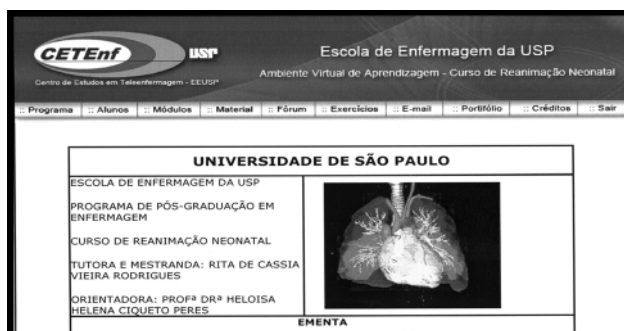 CETEnf
USP
Centro de Estudos em Teleenfermagem - EEUSP
Escola de Enfermagem da USP
Ambiente Virtual de Aprendizagem - Curso de Reanimação Neonatal
:: Programa :: Alunos :: Módulos :: Material :: Fórum :: Exercícios :: E-mail :: Portifólio :: Créditos :: Sair
UNIVERSIDADE DE SÃO PAULO
ESCOLA DE ENFERMAGEM DA USP
PROGRAMA DE PÓS-GRADUAÇÃO EM
ENFERMAGEM
CURSO DE REANIMAÇÃO NEONATAL
TUTORA E MESTRANDA: RITA DE CASSIA
VIEIRA RODRIGUES
ORIENTADORA: PROFª DRª HELOISA
HELENA CIQUETO PERES
EMENTA